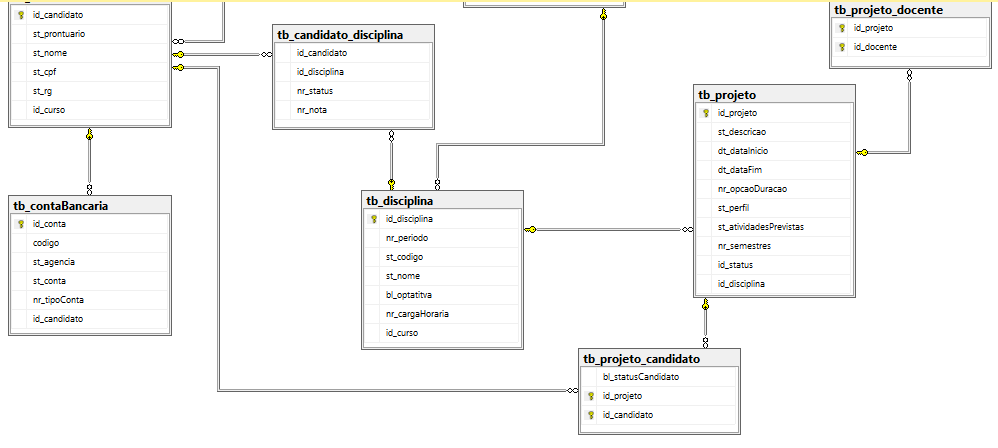 id_candidato
st_prontuario
st_nome
st_cpf
st_rg
id_curso
tb_candidato_disciplina
id_candidato
id_disciplina
nr_status
nr_nota
tb_projeto_docente
id_projeto
id_docente
tb_projeto
id_projeto
st_descricao
dt_dataInicio
dt_dataFim
nr_opcaoDuracao
st_perfil
st_atividadesPrevistas
nr_semestres
id_status
id_disciplina
tb_contaBancaria
id_conta
codigo
st_agencia
st_conta
nr_tipoConta
id_candidato
tb_disciplina
id_disciplina
nr_periodo
st_codigo
st_nome
bl_optatitva
nr_cargaHoraria
id_curso
tb_projeto_candidato
bl_statusCandidato
id_projeto
id_candidato